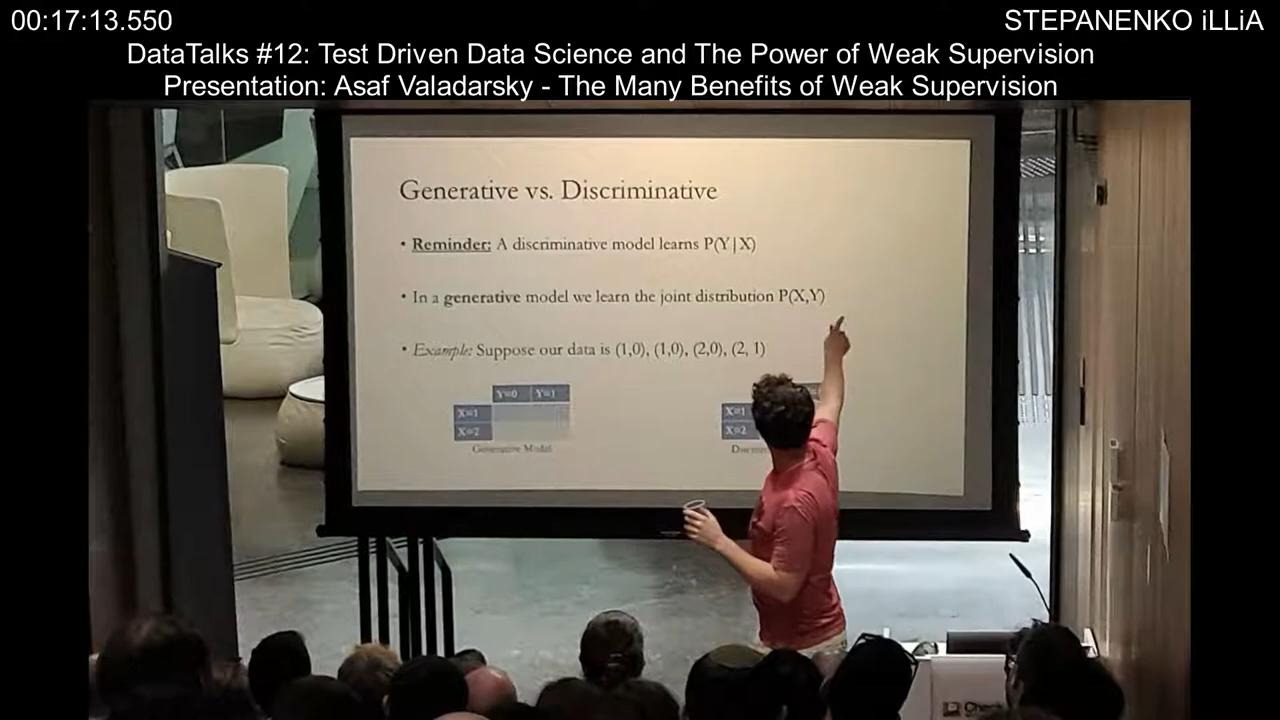 00:17:13.550
STEPANENKO iLLiA
DataTalks #12: Test Driven Data Science and The Power of Weak Supervision
Presentation: Asaf Valadarsky - The Many Benefits of Weak Supervision
Generative vs. Discriminative
• Reminder: A discriminative model learns P(Y|X)
• In a generative model we learn the joint distribution P(X,Y)
• Example: Suppose our data is (1,0), (1,0), (2,0), (2, 1)
Y=0 Y=1
X=1
X=2
Generative Model
X=1
X=2